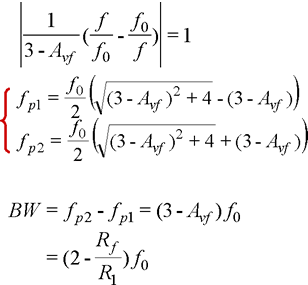 |1/(3 - A_vf) (f/f_0 - f_0/f)| = 1
{ f_p1 = f_0/2 (√((3 - A_vf)^2 + 4) - (3 - A_vf))
f_p2 = f_0/2 (√((3 - A_vf)^2 + 4) + (3 - A_vf))
BW = f_p2 - f_p1 = (3 - A_vf) f_0
= (2 - R_f/R_1) f_0